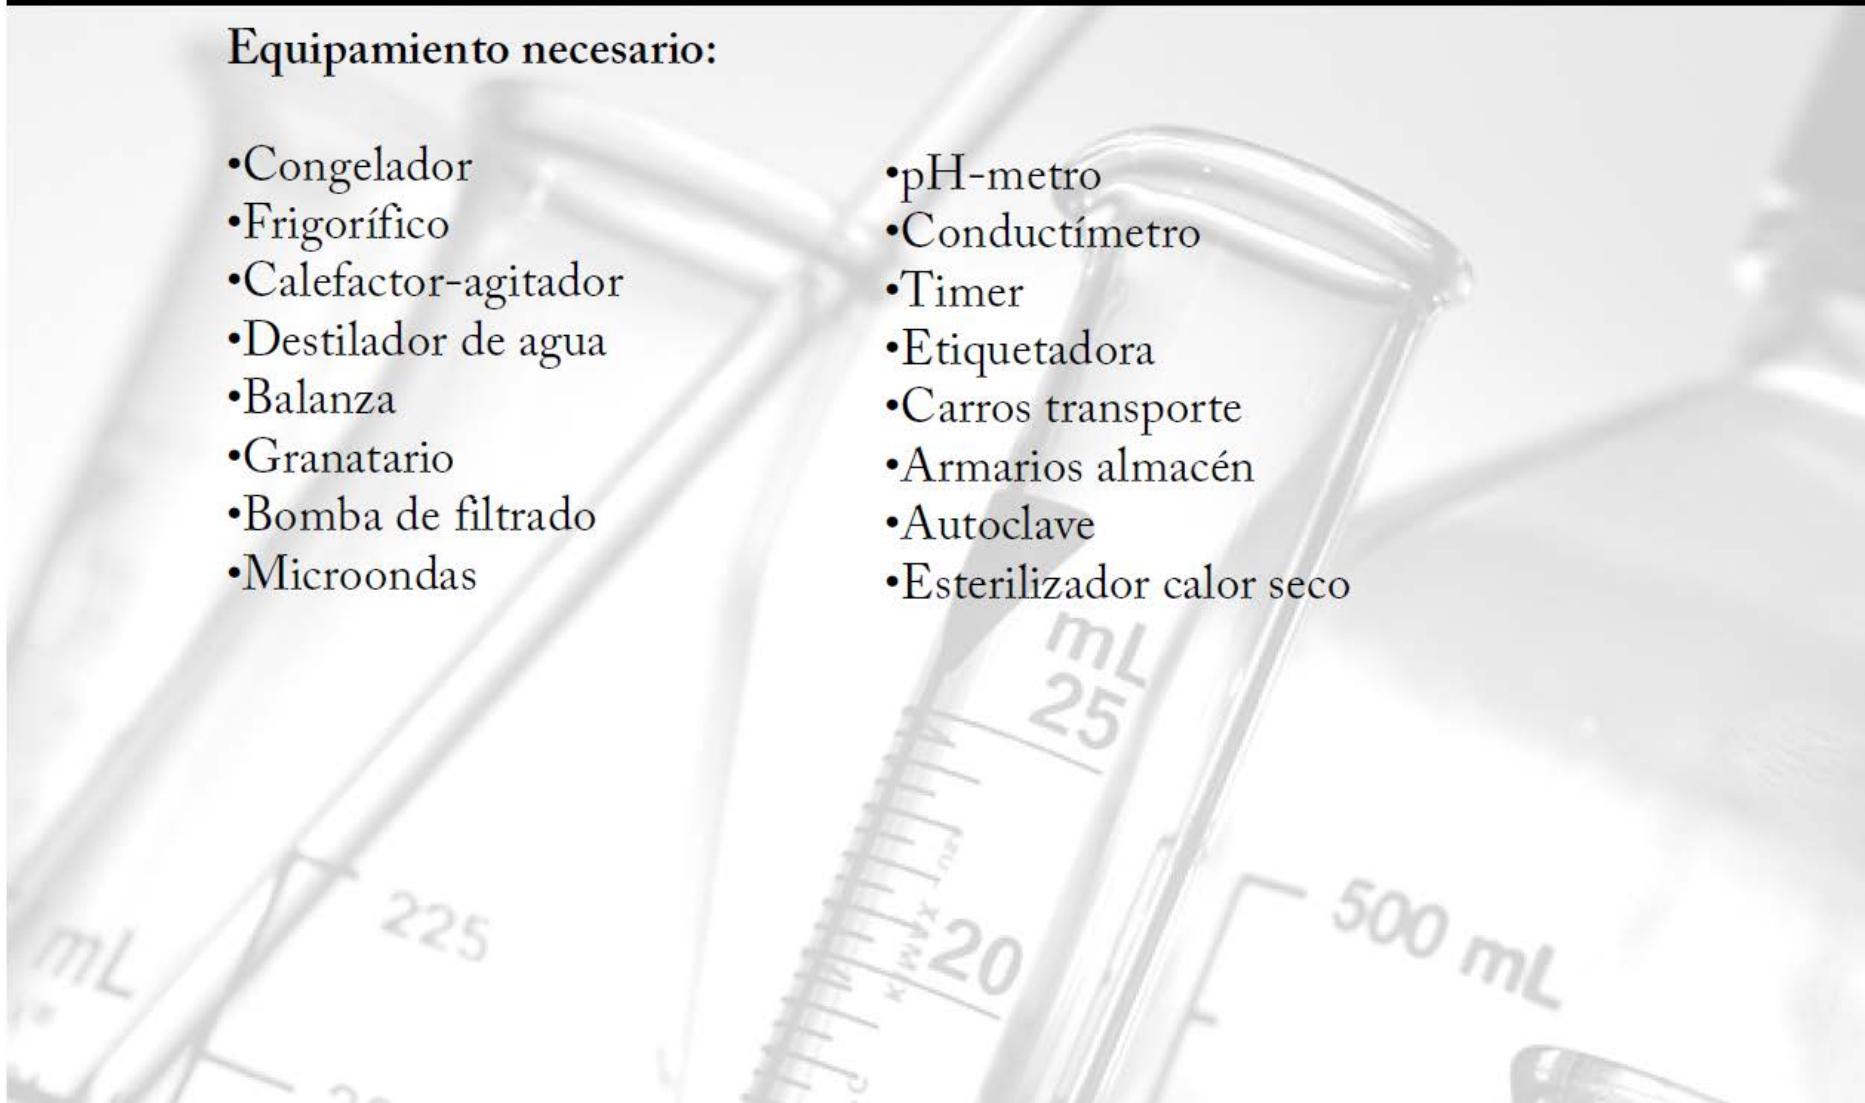 Equipamiento necesario:
•Congelador
•Frigorífico
•Calefactor-agitador
•Destilador de agua
•Balanza
•Granatario
•Bomba de filtrado
•Microondas
•pH-metro
•Conductímetro
•Timer
•Etiquetadora
•Carros transporte
•Armarios almacén
•Autoclave
•Esterilizador calor seco
mL
25
20
225
mL
500 mL